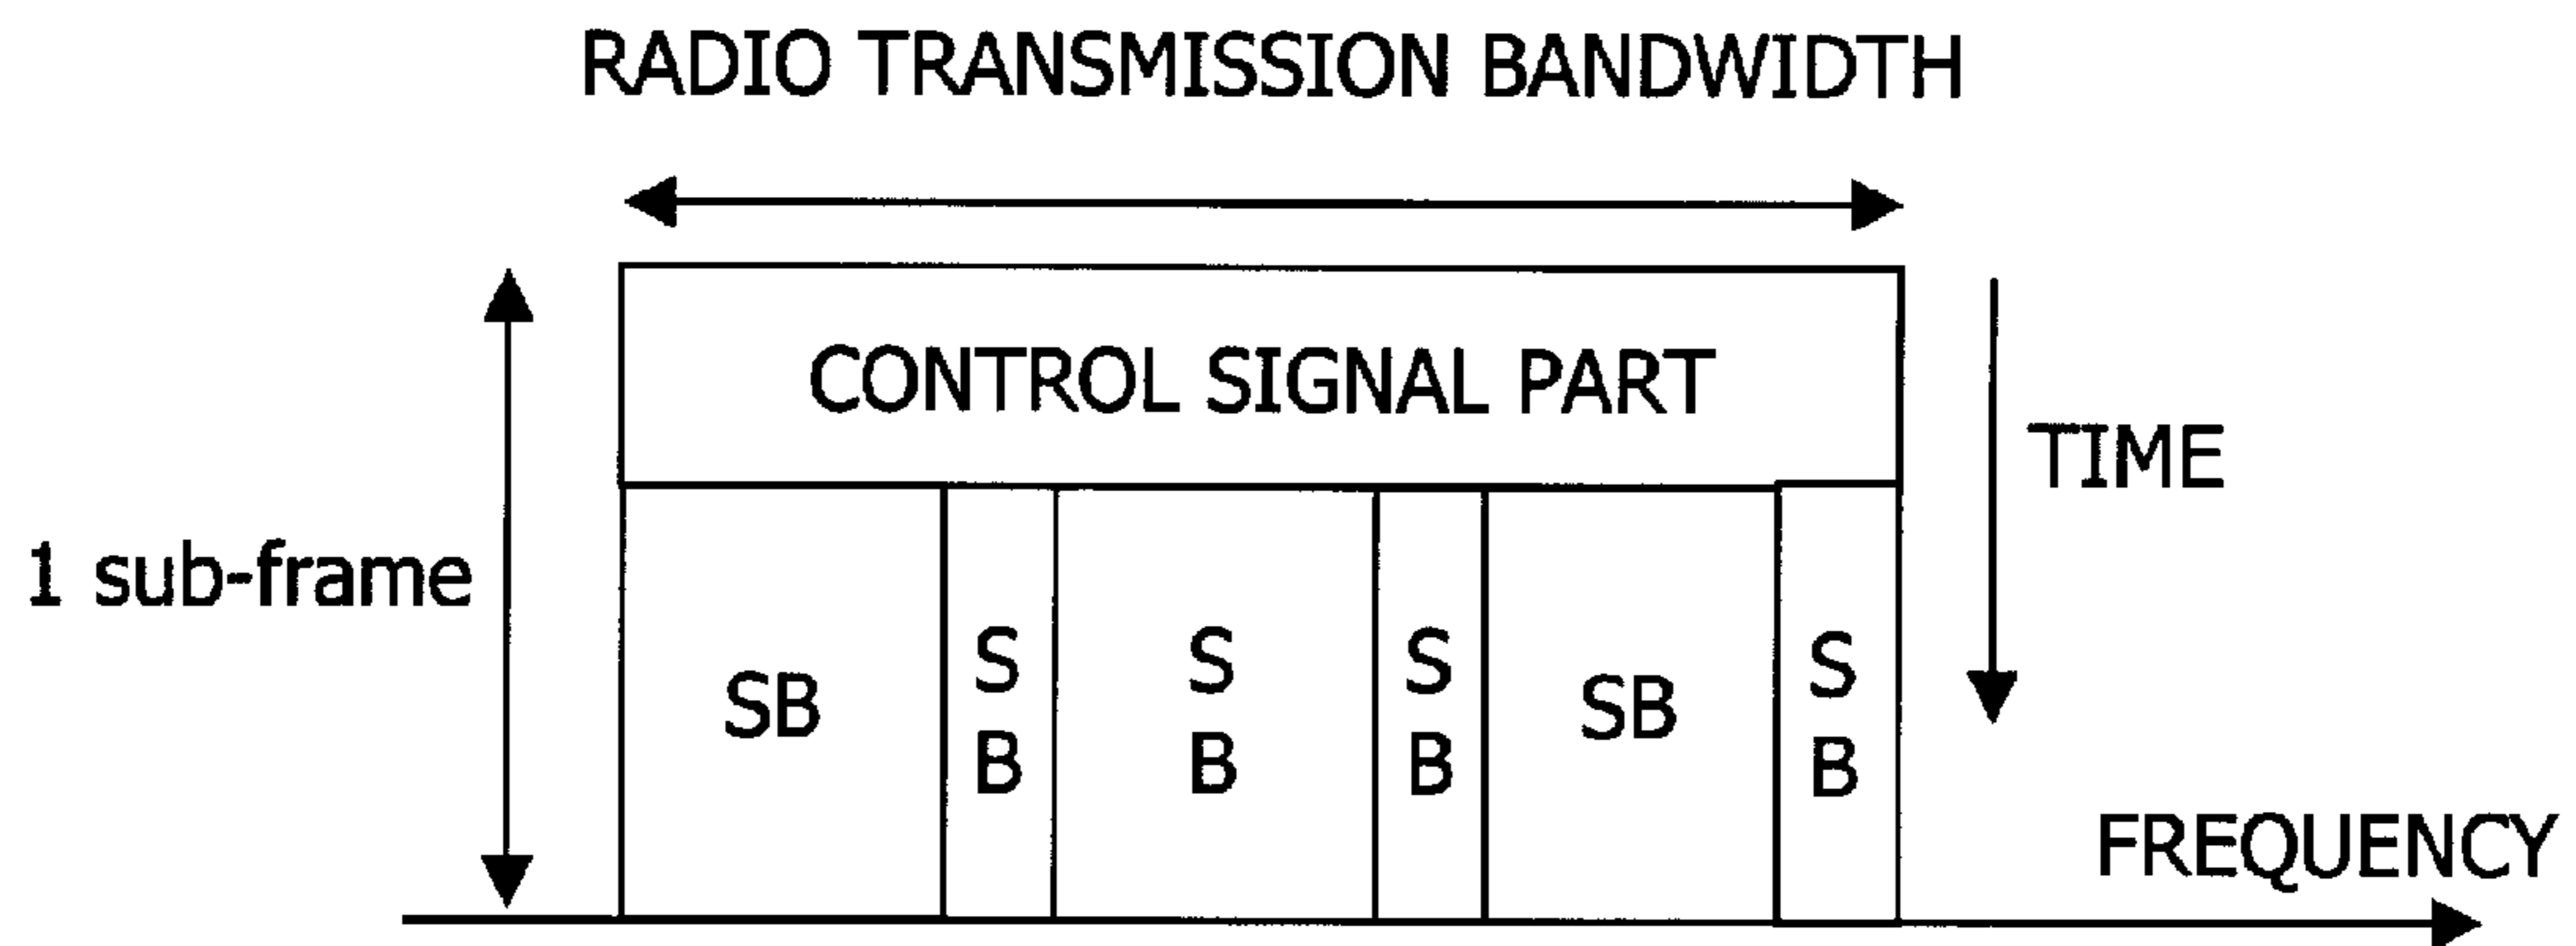 RADIO TRANSMISSION BANDWIDTH
CONTROL SIGNAL PART
TIME
1 sub-frame
SB
S
B
S
B
S
B
SB
S
B
FREQUENCY